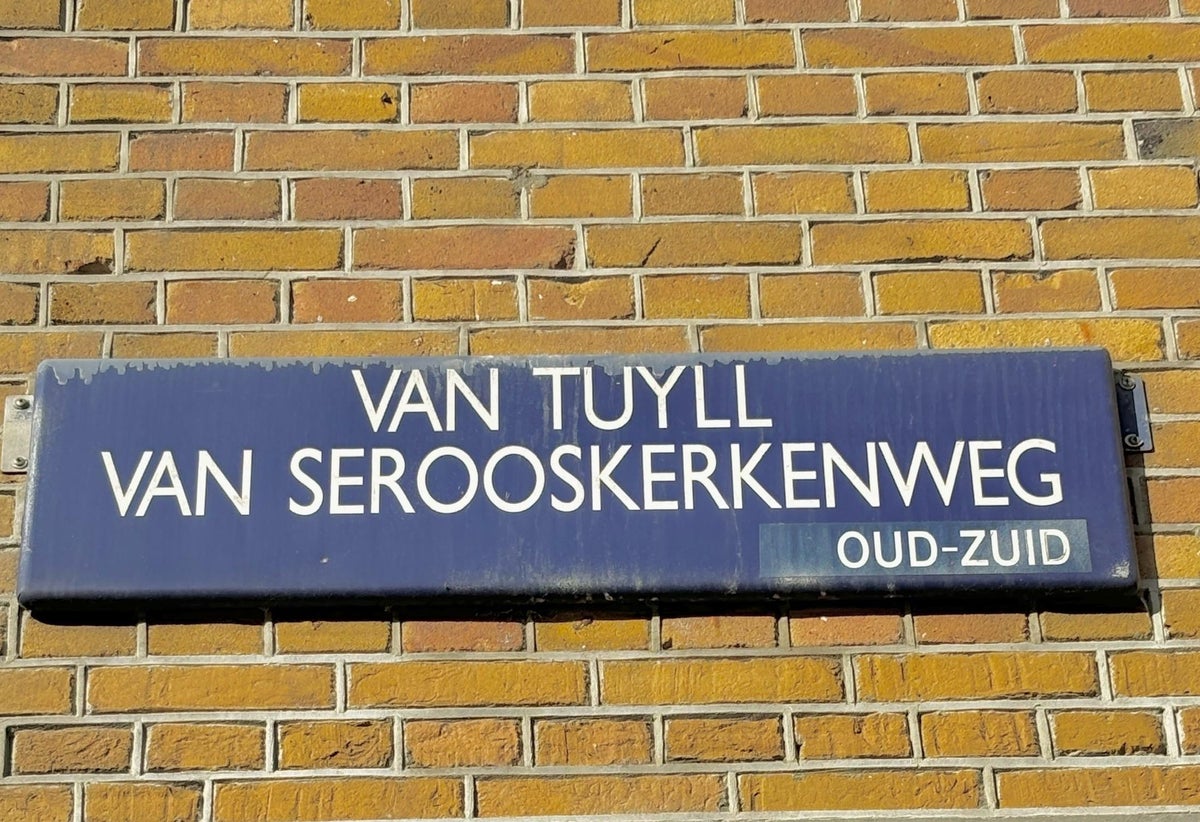 VAN TUYLL
VAN SEROOSKERKENWEG
OUD-ZUID